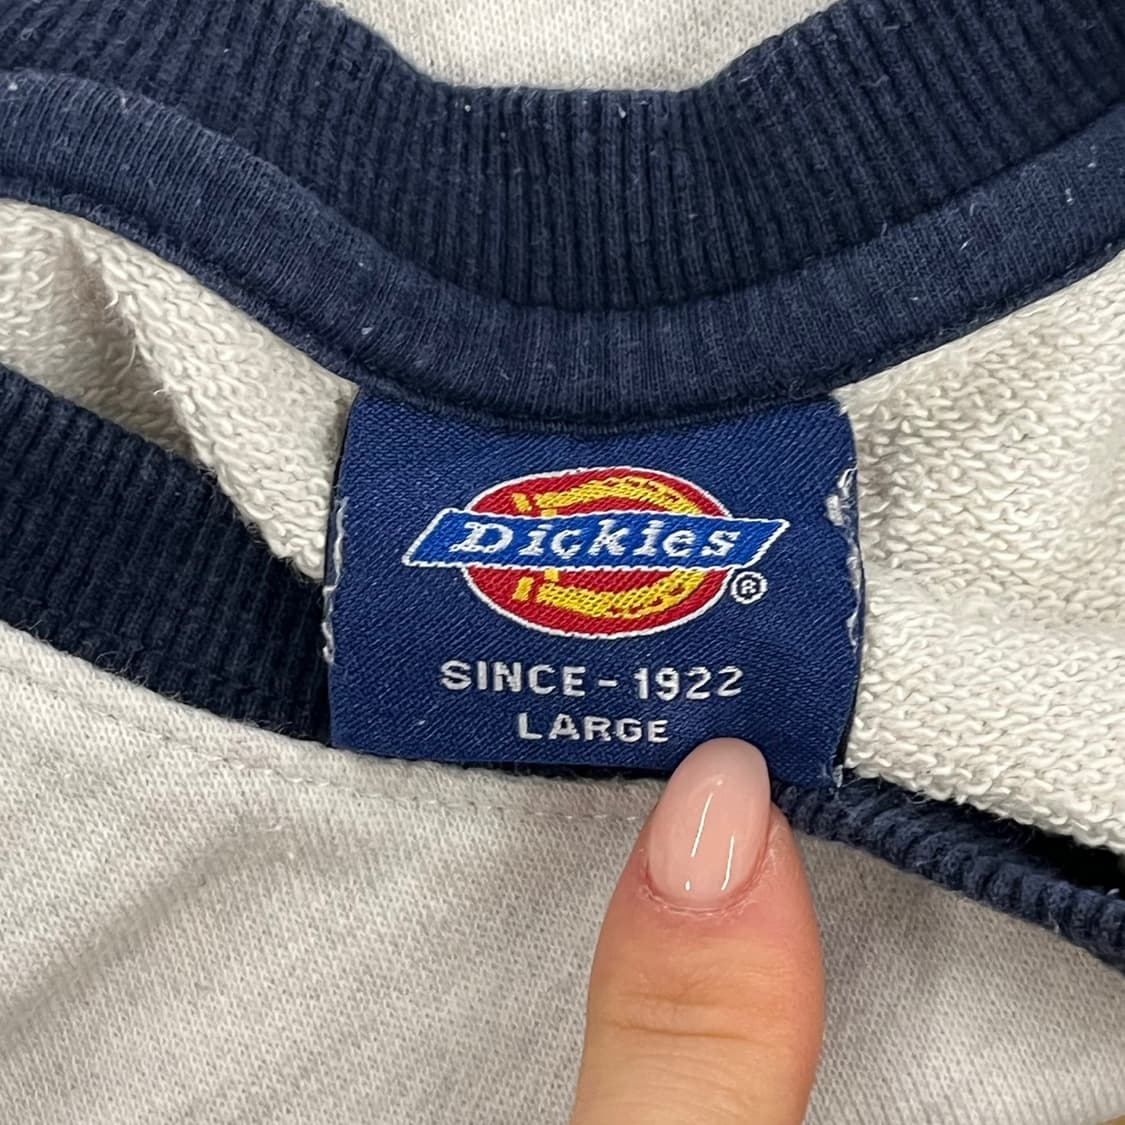 Dickies®
SINCE - 1922
LARGE